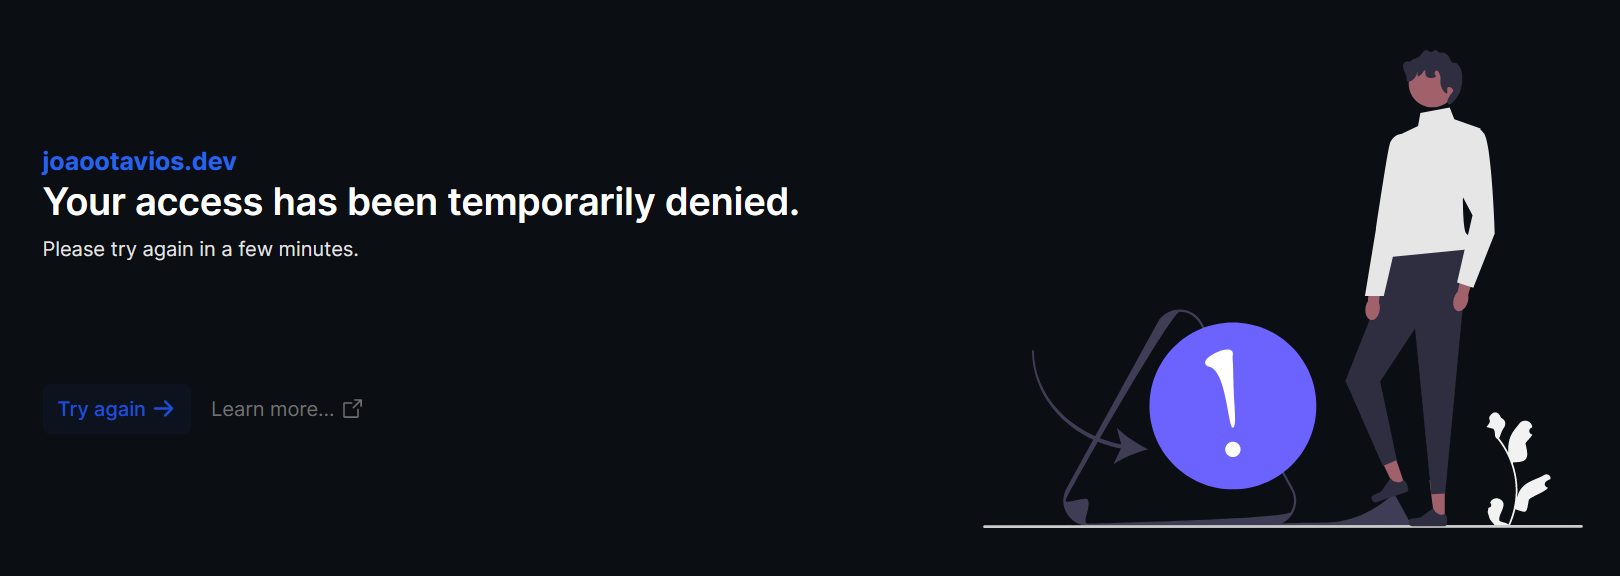 joaootavios.dev
Your access has been temporarily denied.
Please try again in a few minutes.
Try again
Learn more...
!